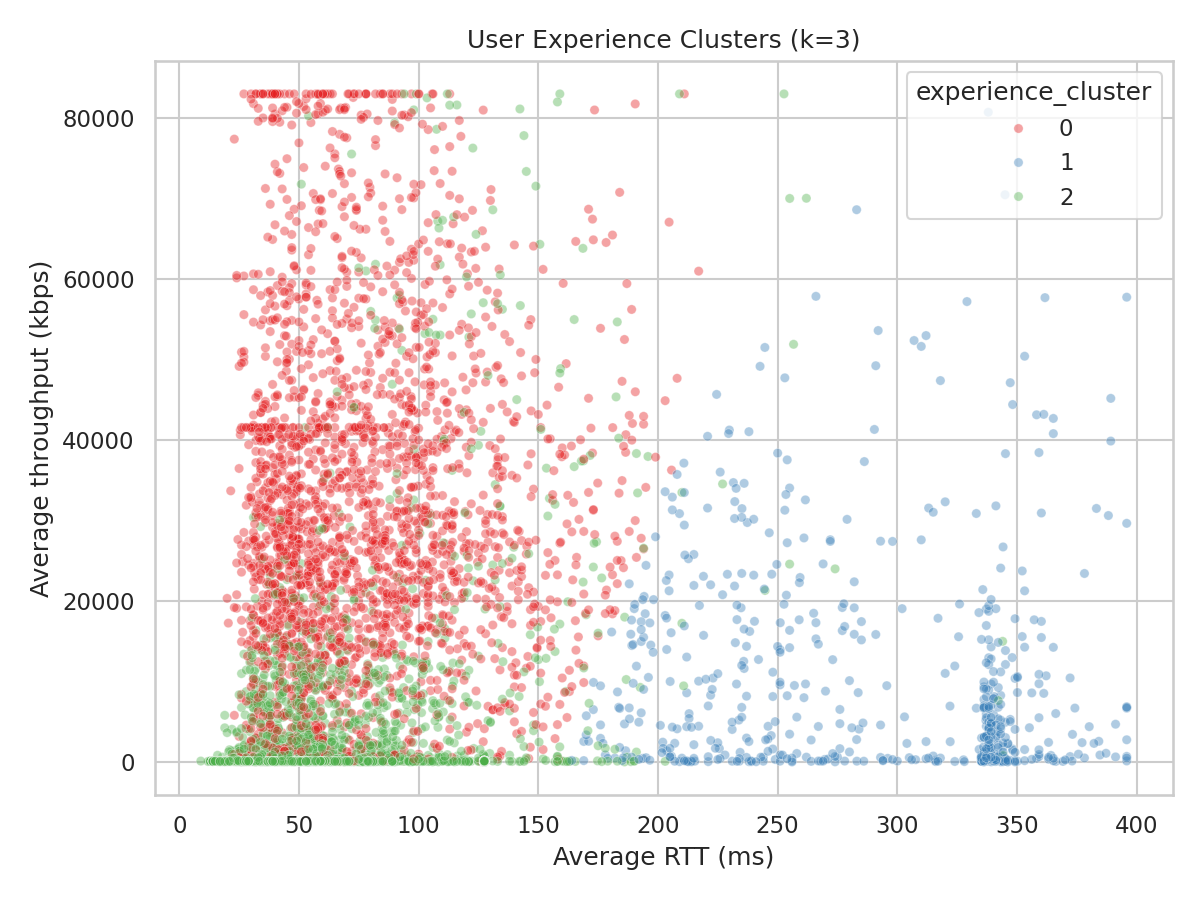 User Experience Clusters (k=3)
experience_cluster
0
1
2
80000
60000
40000
20000
0
Average throughput (kbps)
0 50 100 150 200 250 300 350 400
Average RTT (ms)